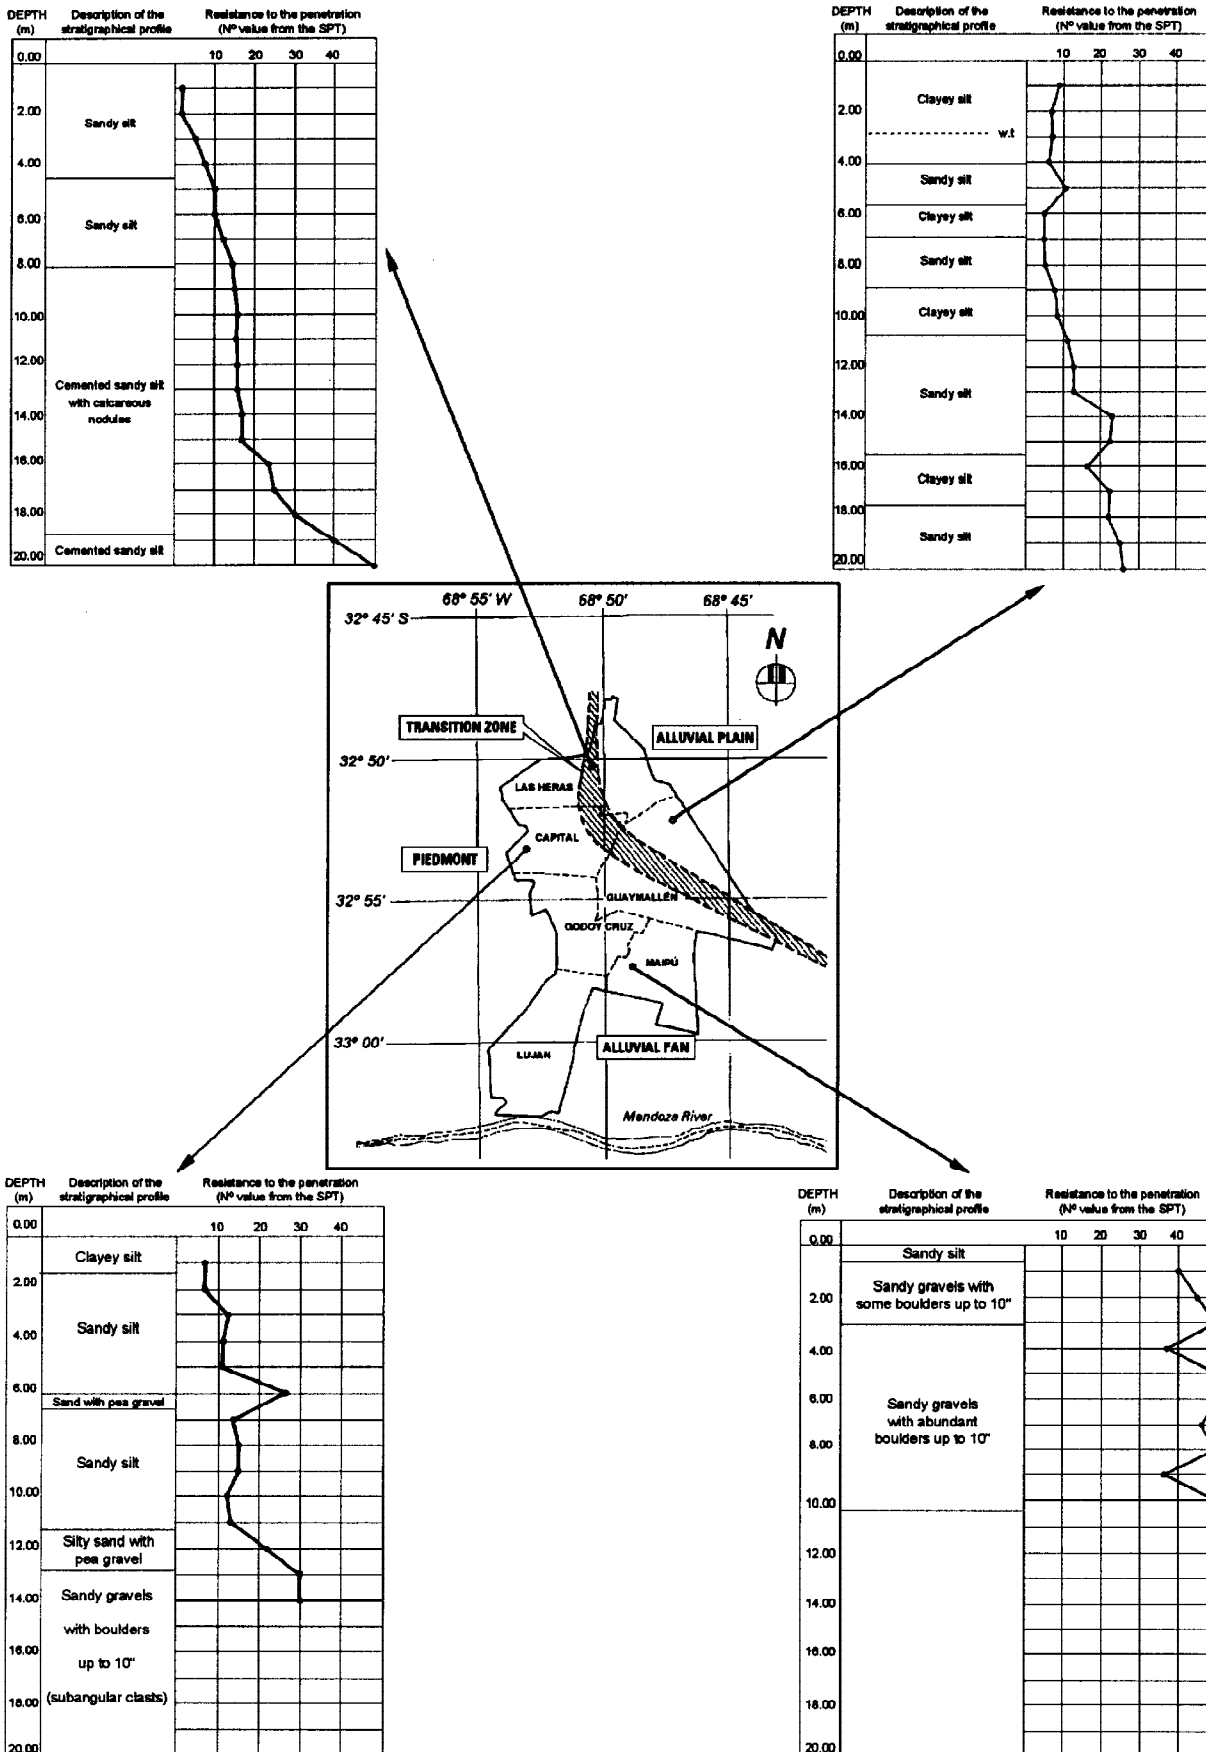 DEPTH
(m)
Description of the
stratigraphical profile
Resistance to the penetration
(Nº value from the SPT)
10 20 30 40
0.00
2.00
4.00
6.00
8.00
10.00
12.00
14.00
16.00
18.00
20.00
Sandy silt
Sandy silt
Cemented sandy silt
with calcareous
nodules
Cemented sandy silt
DEPTH
(m)
Description of the
stratigraphical profile
Resistance to the penetration
(Nº value from the SPT)
10 20 30 40
0.00
2.00
4.00
6.00
8.00
10.00
12.00
14.00
16.00
18.00
20.00
Clayey silt
w.t
Sandy silt
Clayey silt
Sandy silt
Clayey silt
Sandy silt
Clayey silt
Sandy silt
68° 55' W 68° 50' 68° 45'
32° 45' S
N
TRANSITION ZONE
ALLUVIAL PLAIN
32° 50'
LAS HERAS
CAPITAL
PIEDMONT
32° 55'
GUAYMALLÉN
GODOY CRUZ
MAIPÚ
33° 00'
LUJAN
ALLUVIAL FAN
Mendoza River
DEPTH
(m)
Description of the
stratigraphical profile
Resistance to the penetration
(Nº value from the SPT)
10 20 30 40
0.00
2.00
4.00
6.00
8.00
10.00
12.00
14.00
16.00
18.00
20.00
Clayey silt
Sandy silt
Sand with pea gravel
Sandy silt
Silty sand with
pea gravel
Sandy gravels
with boulders
up to 10"
(subangular clasts)
DEPTH
(m)
Description of the
stratigraphical profile
Resistance to the penetration
(Nº value from the SPT)
10 20 30 40
0.00
2.00
4.00
6.00
8.00
10.00
12.00
14.00
16.00
18.00
20.00
Sandy silt
Sandy gravels with
some boulders up to 10"
Sandy gravels
with abundant
boulders up to 10"